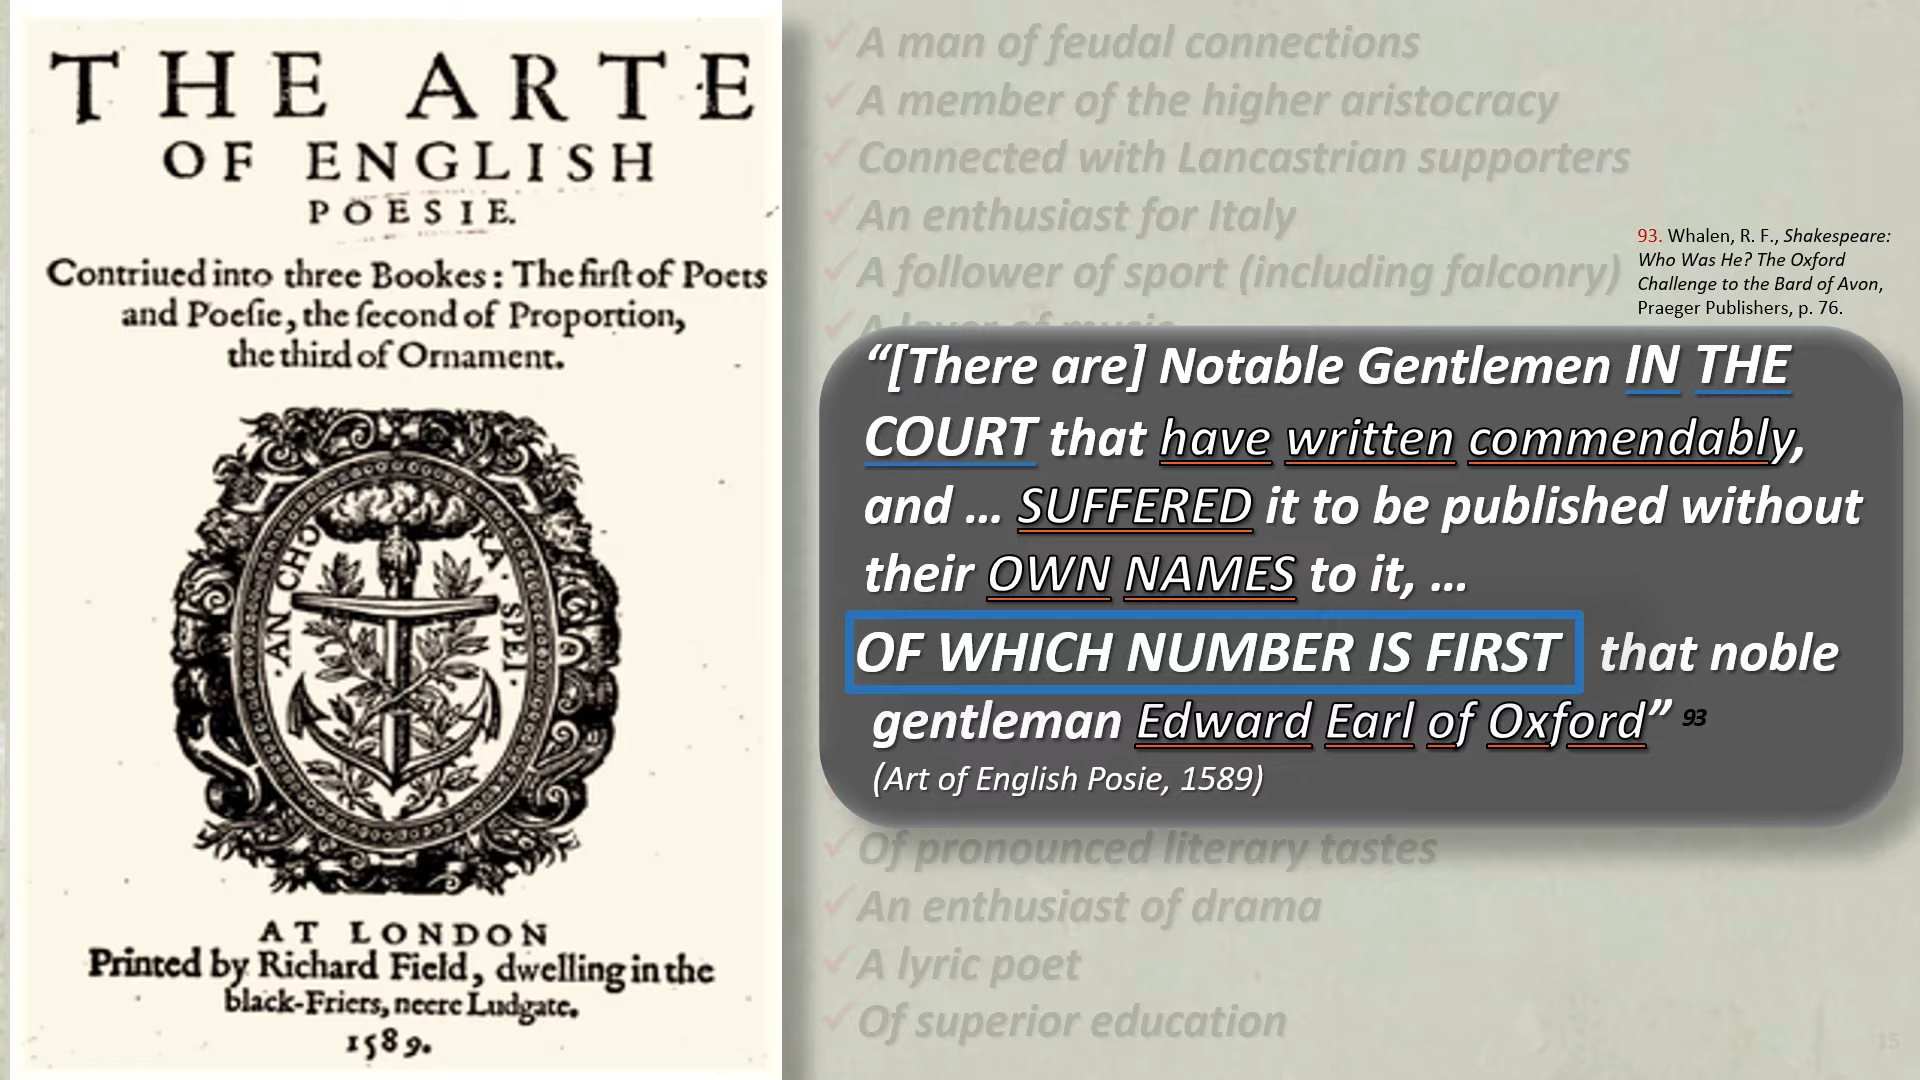 THE ARTE
OF ENGLISH
POESIE.
Contriued into three Bookes: The first of Poets
and Poesie, the second of Proportion,
the third of Ornament.
ANCHORA SPEI.
AT LONDON
Printed by Richard Field, dwelling in the
black-Friers, neere Ludgate.
1589.
A man of feudal connections
A member of the higher aristocracy
Connected with Lancastrian supporters
An enthusiast for Italy
A follower of sport (including falconry)
A lover of music
93. Whalen, R. F., Shakespeare:
Who Was He? The Oxford
Challenge to the Bard of Avon,
Praeger Publishers, p. 76.
“[There are] Notable Gentlemen IN THE
COURT that have written commendably,
and ... SUFFERED it to be published without
their OWN NAMES to it, ...
OF WHICH NUMBER IS FIRST that noble
gentleman Edward Earl of Oxford” 93
(Art of English Posie, 1589)
Of pronounced literary tastes
An enthusiast of drama
A lyric poet
Of superior education
15